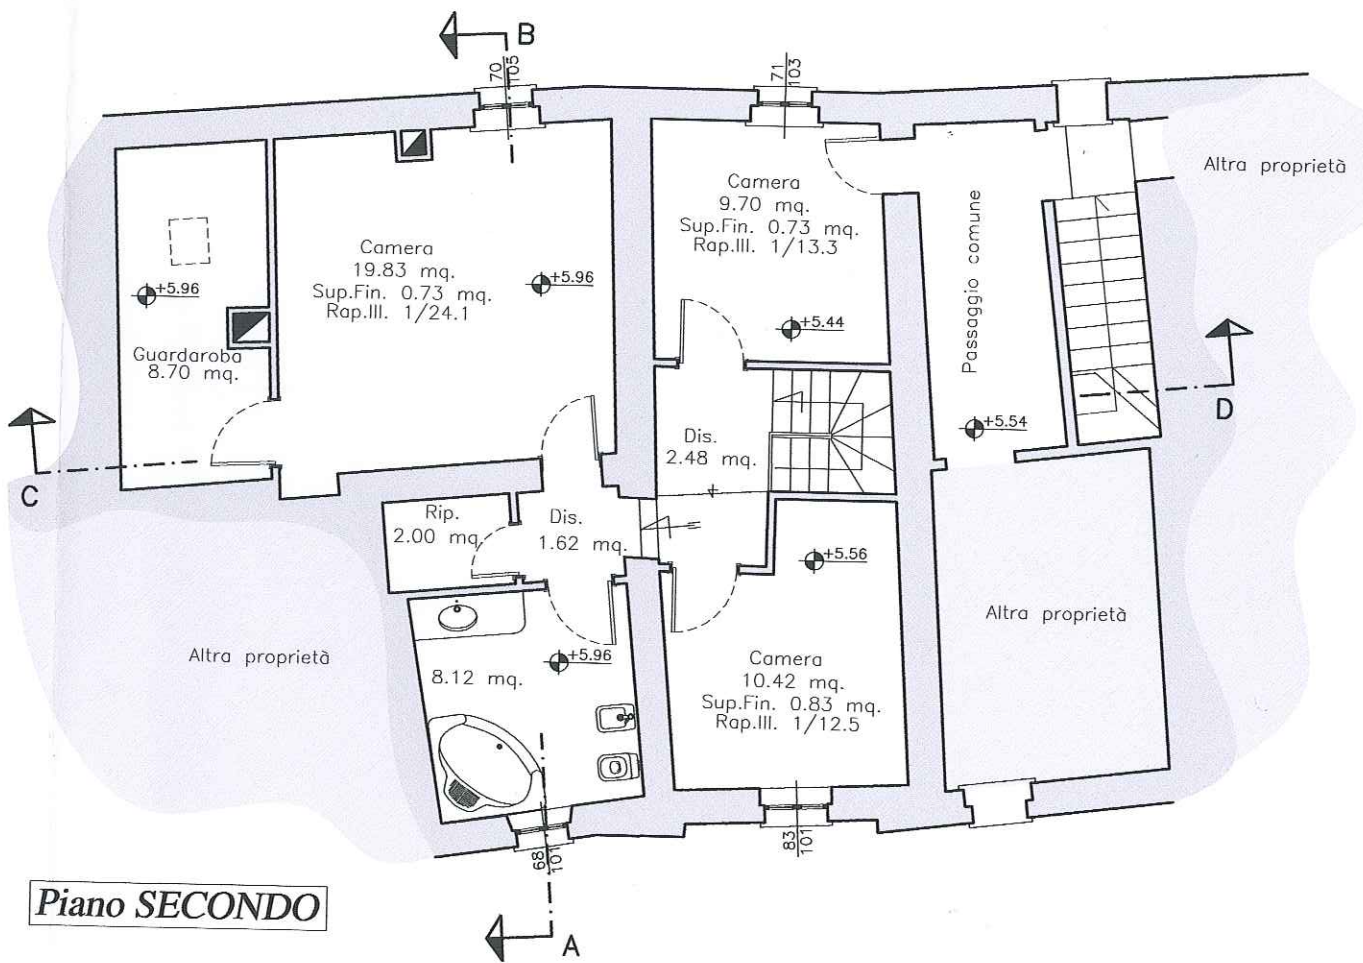 B
70
105
71
103
Altra proprietà
Camera
9.70 mq.
Sup.Fin. 0.73 mq.
Rap.III. 1/13.3
Passaggio comune
Camera
19.83 mq.
Sup.Fin. 0.73 mq.
Rap.III. 1/24.1
+5.96
+5.96
+5.44
Guardaroba
8.70 mq.
D
+5.54
Dis.
2.48 mq.
C
Rip.
2.00 mq.
Dis.
1.62 mq.
+5.56
Altra proprietà
Altra proprietà
+5.96
8.12 mq.
Camera
10.42 mq.
Sup.Fin. 0.83 mq.
Rap.III. 1/12.5
68
101
83
101
Piano SECONDO
A